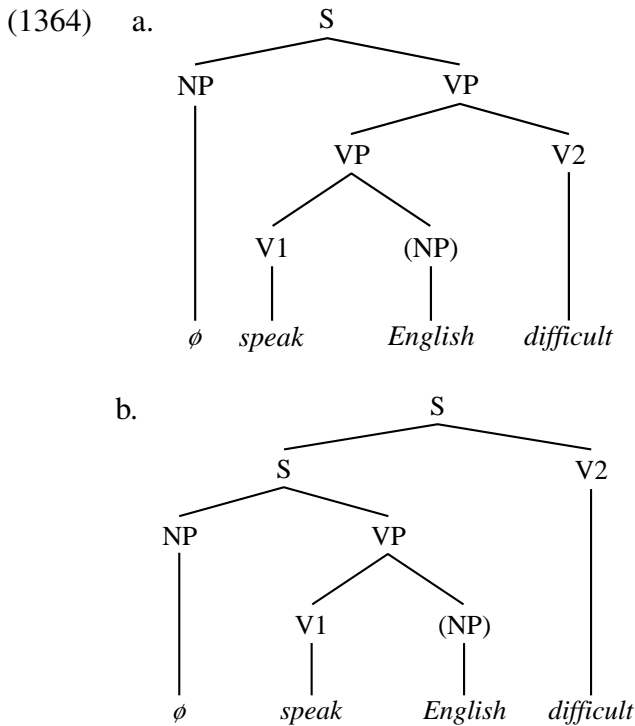 (1364) a. S
NP VP
VP V2
V1 (NP)
ϕ speak English difficult
b. S
S V2
NP VP
V1 (NP)
ϕ speak English difficult